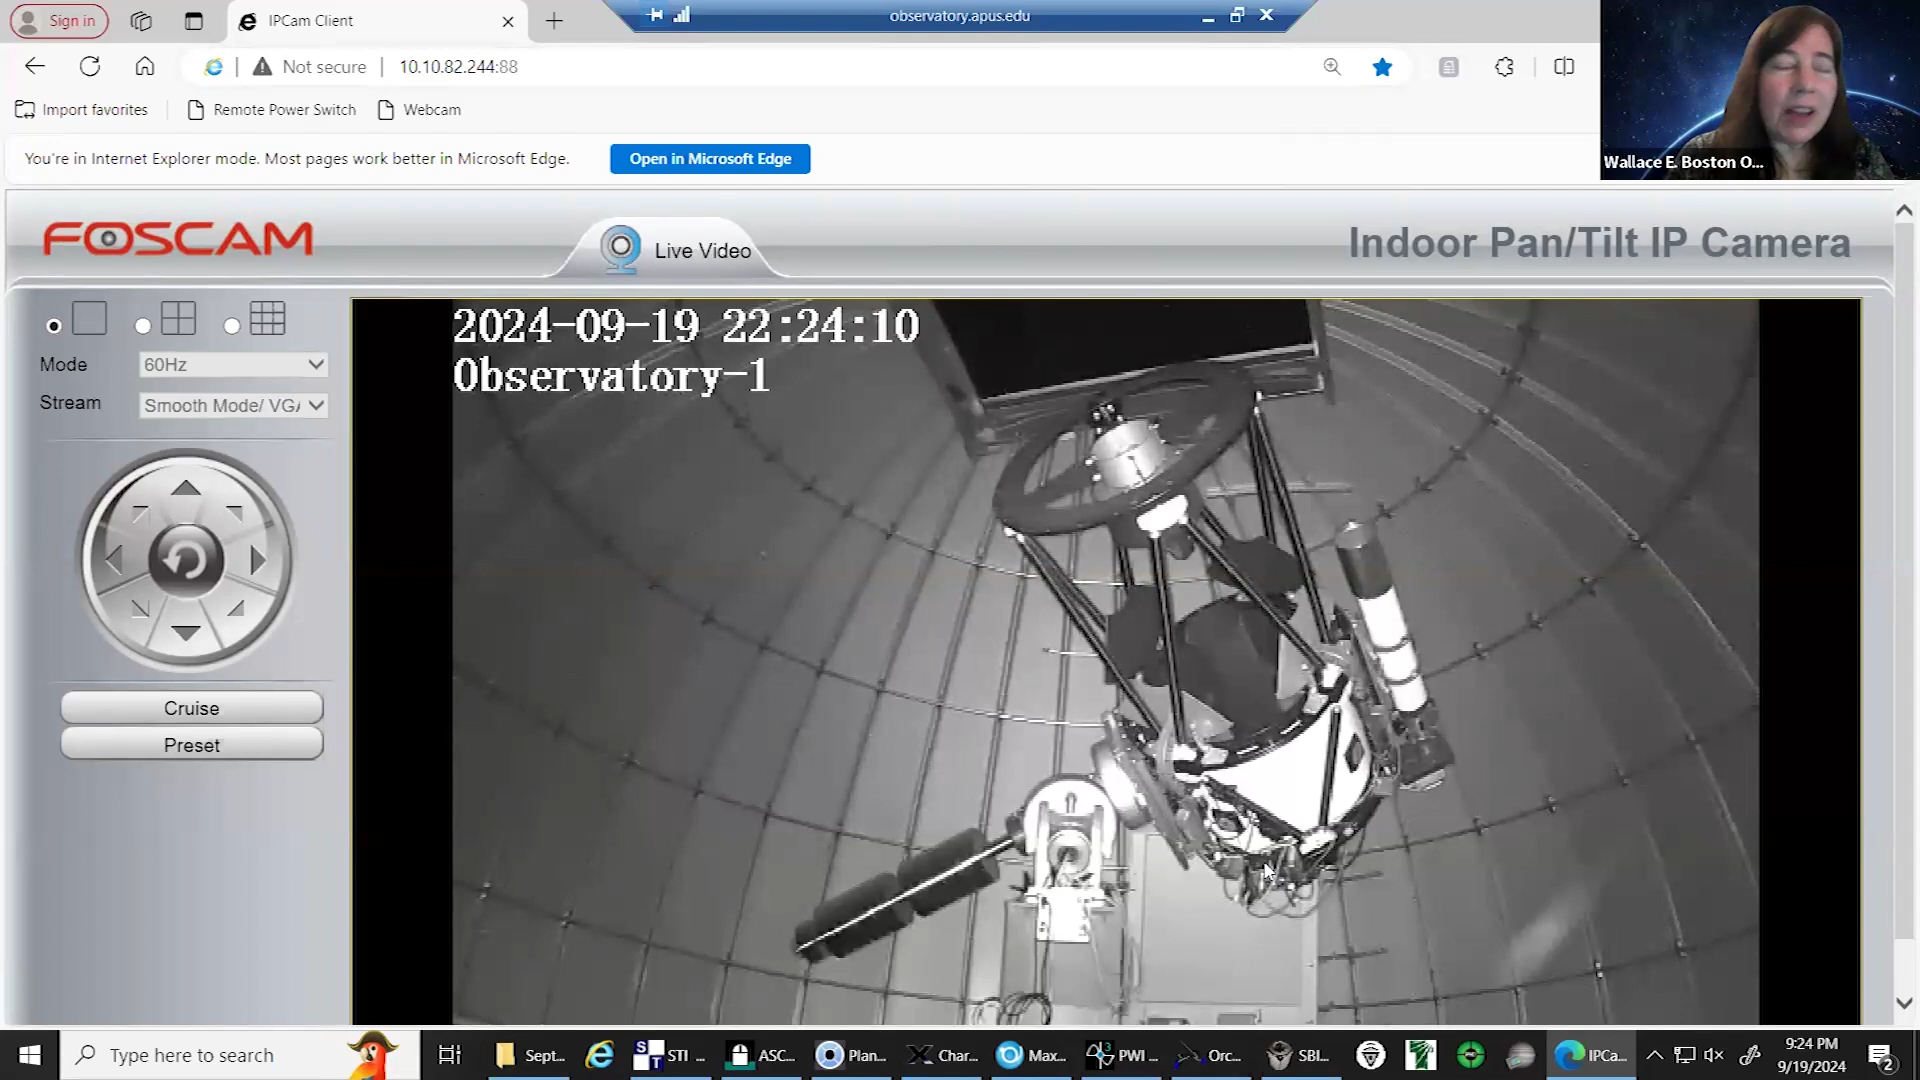 Sign in
IPCam Client
observatory.apus.edu
Not secure
10.10.82.244:88
Import favorites
Remote Power Switch
Webcam
You're in Internet Explorer mode. Most pages work better in Microsoft Edge.
Open in Microsoft Edge
Wallace E. Boston O...
FOSCAM
Live Video
Indoor Pan/Tilt IP Camera
2024-09-19 22:24:10
Observatory-1
Mode
60Hz
Stream
Smooth Mode/ VGA
Cruise
Preset
Type here to search
Sept...
STI ...
ASC...
Plan...
Char...
Max...
PWI ...
Orc...
SBI...
IPCa...
9:24 PM
9/19/2024
2